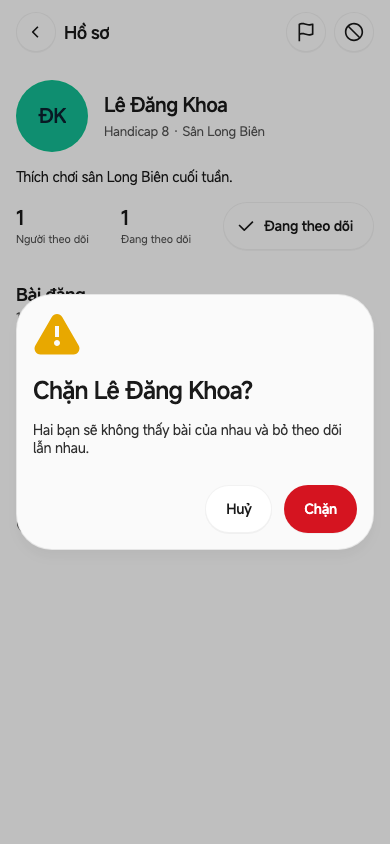 Hồ sơ
ĐK
Lê Đăng Khoa
Handicap 8 · Sân Long Biên
Thích chơi sân Long Biên cuối tuần.
1
Người theo dõi
1
Đang theo dõi
Đang theo dõi
Bài đăng
Chặn Lê Đăng Khoa?
Hai bạn sẽ không thấy bài của nhau và bỏ theo dõi
lẫn nhau.
Huỷ
Chặn